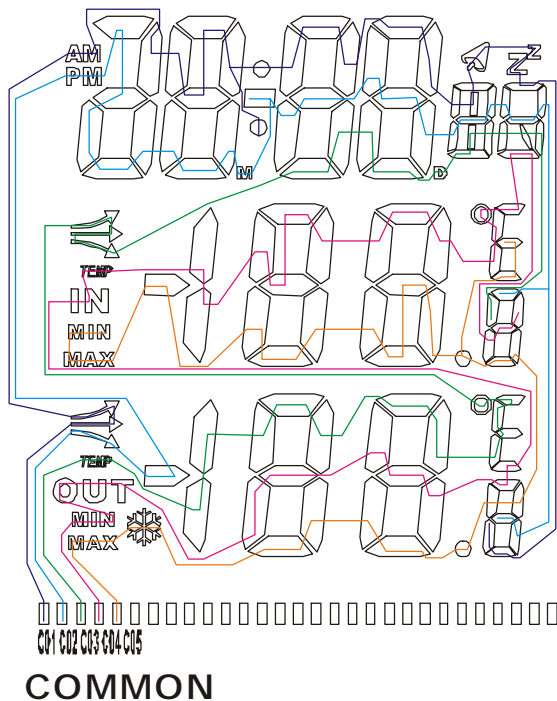 AM
PM
Z Z
M D
TEMP
IN
MIN
MAX
TEMP
OUT
MIN
MAX
C01 C02 C03 C04 C05
COMMON